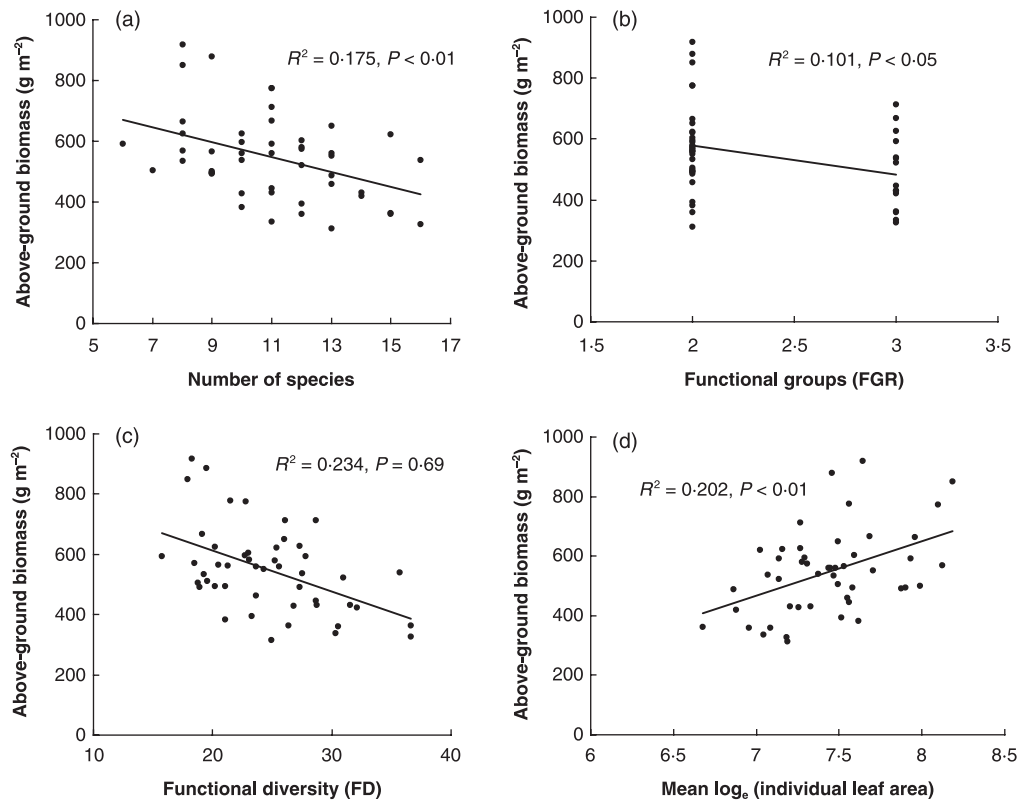 (a)
R² = 0·175, P < 0·01
1000
800
600
400
200
0
5 7 9 11 13 15 17
Above-ground biomass (g m⁻²)
Number of species
(b)
R² = 0·101, P < 0·05
1000
800
600
400
200
0
1·5 2 2·5 3 3·5
Above-ground biomass (g m⁻²)
Functional groups (FGR)
(c)
R² = 0·234, P = 0·69
1000
800
600
400
200
0
10 20 30 40
Above-ground biomass (g m⁻²)
Functional diversity (FD)
(d)
R² = 0·202, P < 0·01
1000
800
600
400
200
0
6 6·5 7 7·5 8 8·5
Above-ground biomass (g m⁻²)
Mean logₑ (individual leaf area)